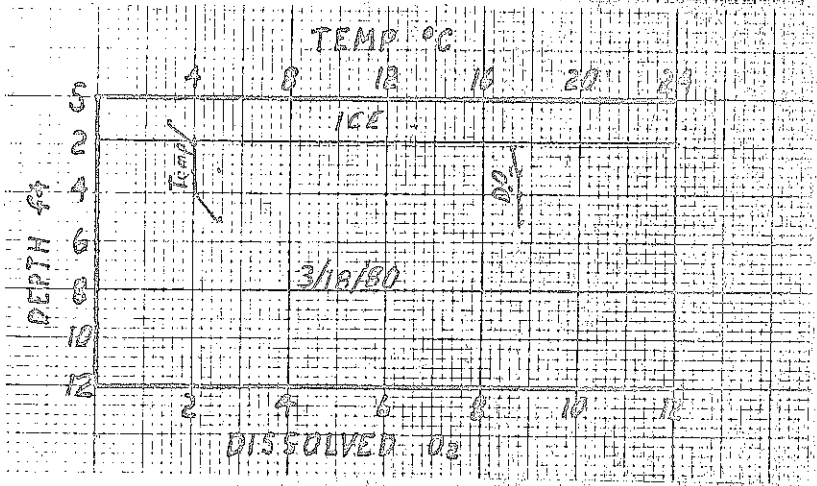 TEMP °C
4 8 12 16 20 24
S
ICE
2
Temp
D.O.
4
DEPTH ft
6
3/18/80
8
10
12
2 4 6 8 10 12
DISSOLVED O2